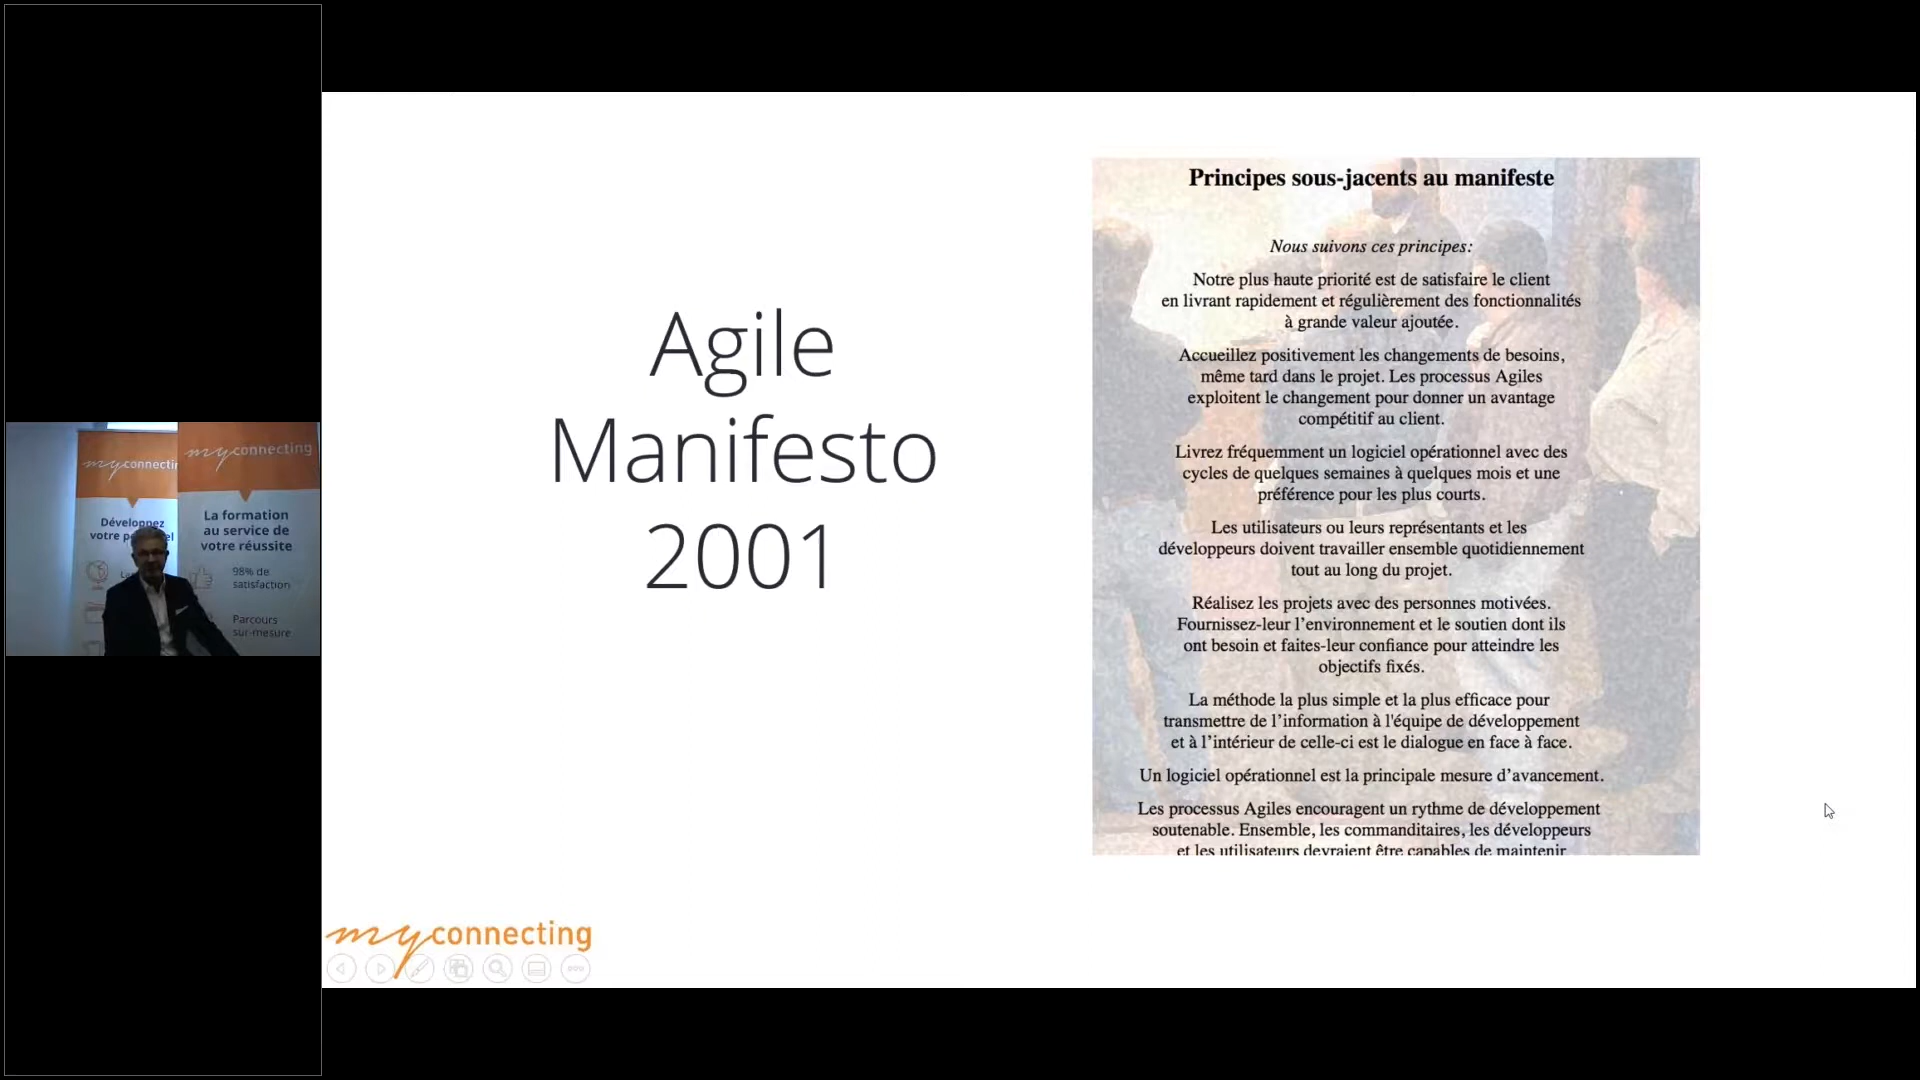 myconnecti
Développez
votre p el
myconnecting
La formation
au service de
votre réussite
98% de
satisfaction
Parcours
sur-mesure
Agile
Manifesto
2001
Principes sous-jacents au manifeste
Nous suivons ces principes:
Notre plus haute priorité est de satisfaire le client
en livrant rapidement et régulièrement des fonctionnalités
à grande valeur ajoutée.
Accueillez positivement les changements de besoins,
même tard dans le projet. Les processus Agiles
exploitent le changement pour donner un avantage
compétitif au client.
Livrez fréquemment un logiciel opérationnel avec des
cycles de quelques semaines à quelques mois et une
préférence pour les plus courts.
Les utilisateurs ou leurs représentants et les
développeurs doivent travailler ensemble quotidiennement
tout au long du projet.
Réalisez les projets avec des personnes motivées.
Fournissez-leur l’environnement et le soutien dont ils
ont besoin et faites-leur confiance pour atteindre les
objectifs fixés.
La méthode la plus simple et la plus efficace pour
transmettre de l’information à l'équipe de développement
et à l’intérieur de celle-ci est le dialogue en face à face.
Un logiciel opérationnel est la principale mesure d’avancement.
Les processus Agiles encouragent un rythme de développement
soutenable. Ensemble, les commanditaires, les développeurs
et les utilisateurs devraient être capables de maintenir
myconnecting